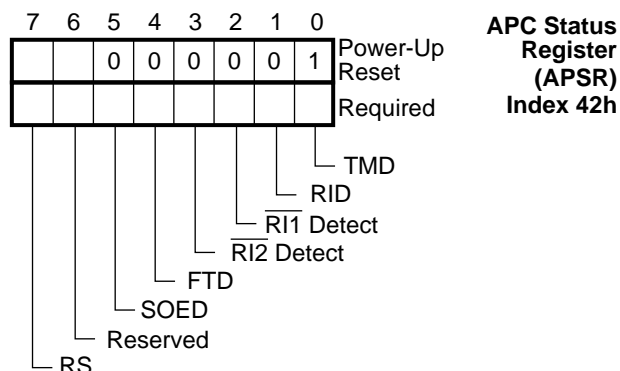 7 6 5 4 3 2 1 0
APC Status
Register
(APSR)
Index 42h
0 0 0 0 0 1
Power-Up
Reset
Required
TMD
RID
RI1 Detect
RI2 Detect
FTD
SOED
Reserved
RS